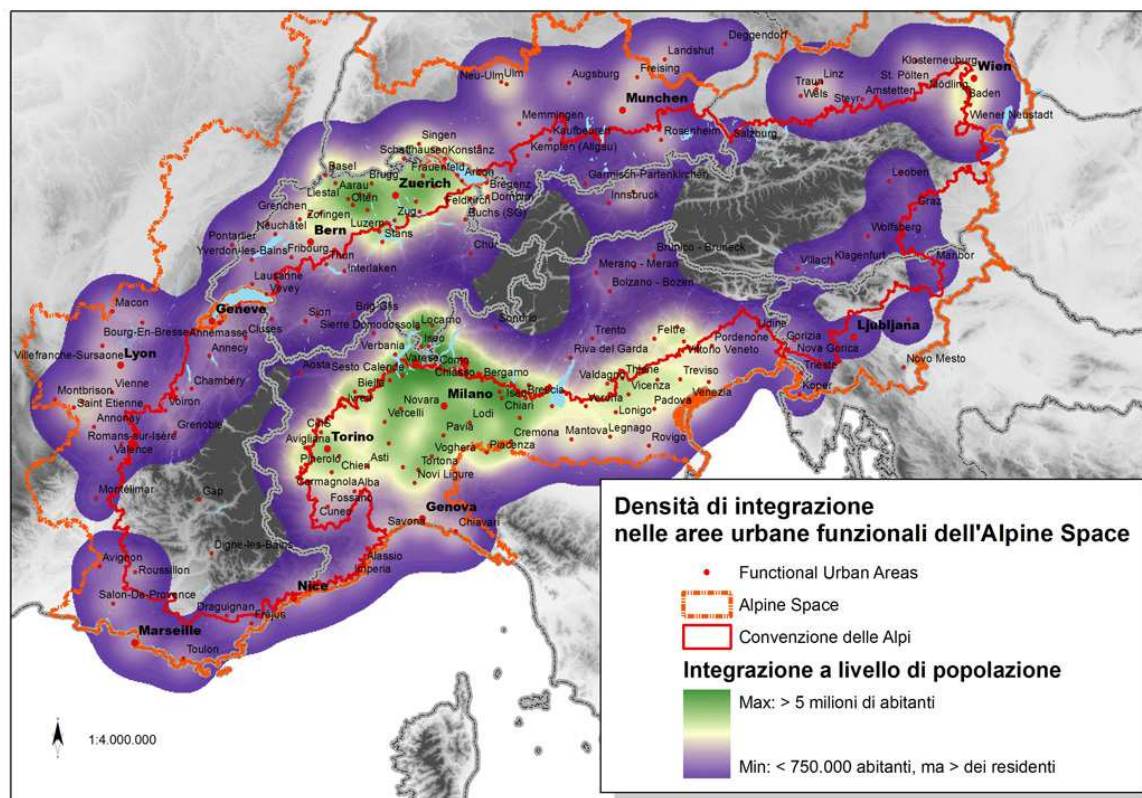 Deggendorf
Landshut
Freising
Neu-Ulm
Ulm
Augsburg
Munchen
Klosterneuburg
Wien
Linz
Traun
Wels
St. Pölten
Mödling
Steyr
Amstetten
Baden
Wiener Neustadt
Memmingen
Kaufbeuren
Kempten (Allgau)
Rosenheim
Salzburg
Singen
Schaffhausen
Konstanz
Basel
Brugg
Frauenfeld
Arbon
Garmisch-Partenkirchen
Leoben
Aarau
Liestal
Olten
Zuerich
Bregenz
Dornbirn
Feldkirch
Innsbruck
Grenchen
Zofingen
Zug
Buchs (SG)
Graz
Neuchâtel
Luzern
Bern
Stans
Wolfsberg
Pontarlier
Yverdon-les-Bains
Fribourg
Thun
Chur
Brunico - Bruneck
Maribor
Interlaken
Merano - Meran
Villach
Klagenfurt
Lausanne
Vevey
Bolzano - Bozen
Macon
Geneve
Sion
Brig-Glis
Bourg-En-Bresse
Annemasse
Cluses
Sierre
Domodossola
Locarno
Sondrio
Udine
Ljubljana
Lyon
Verbania
Trento
Feltre
Pordenone
Gorizia
Villefranche-Sursaone
Annecy
Varese
Como
Riva del Garda
Vittorio Veneto
Nova Gorica
Novo Mesto
Aosta
Sesto Calende
Chiasso
Bergamo
Thiene
Treviso
Trieste
Vienne
Chambéry
Biella
Valdagno
Koper
Montbrison
Ivrea
Milano
Iseo
Brescia
Vicenza
Venezia
Saint Etienne
Voiron
Novara
Chiari
Verona
Padova
Annonay
Vercelli
Lodi
Lonigo
Grenoble
Romans-sur-Isère
Torino
Pavia
Cremona
Mantova
Legnago
Valence
Avigliana
Voghera
Piacenza
Rovigo
Pinerolo
Chieri
Asti
Tortona
Montélimar
Gap
Carmagnola
Alba
Novi Ligure
Fossano
Cuneo
Savona
Genova
Chiavari
Digne-les-Bains
Avignon
Alassio
Roussillon
Imperia
Nice
Salon-De-Provence
Draguignan
Fréjus
Marseille
Toulon
1:4.000.000
Densità di integrazione
nelle aree urbane funzionali dell'Alpine Space
Functional Urban Areas
Alpine Space
Convenzione delle Alpi
Integrazione a livello di popolazione
Max: > 5 milioni di abitanti
Min: < 750.000 abitanti, ma > dei residenti